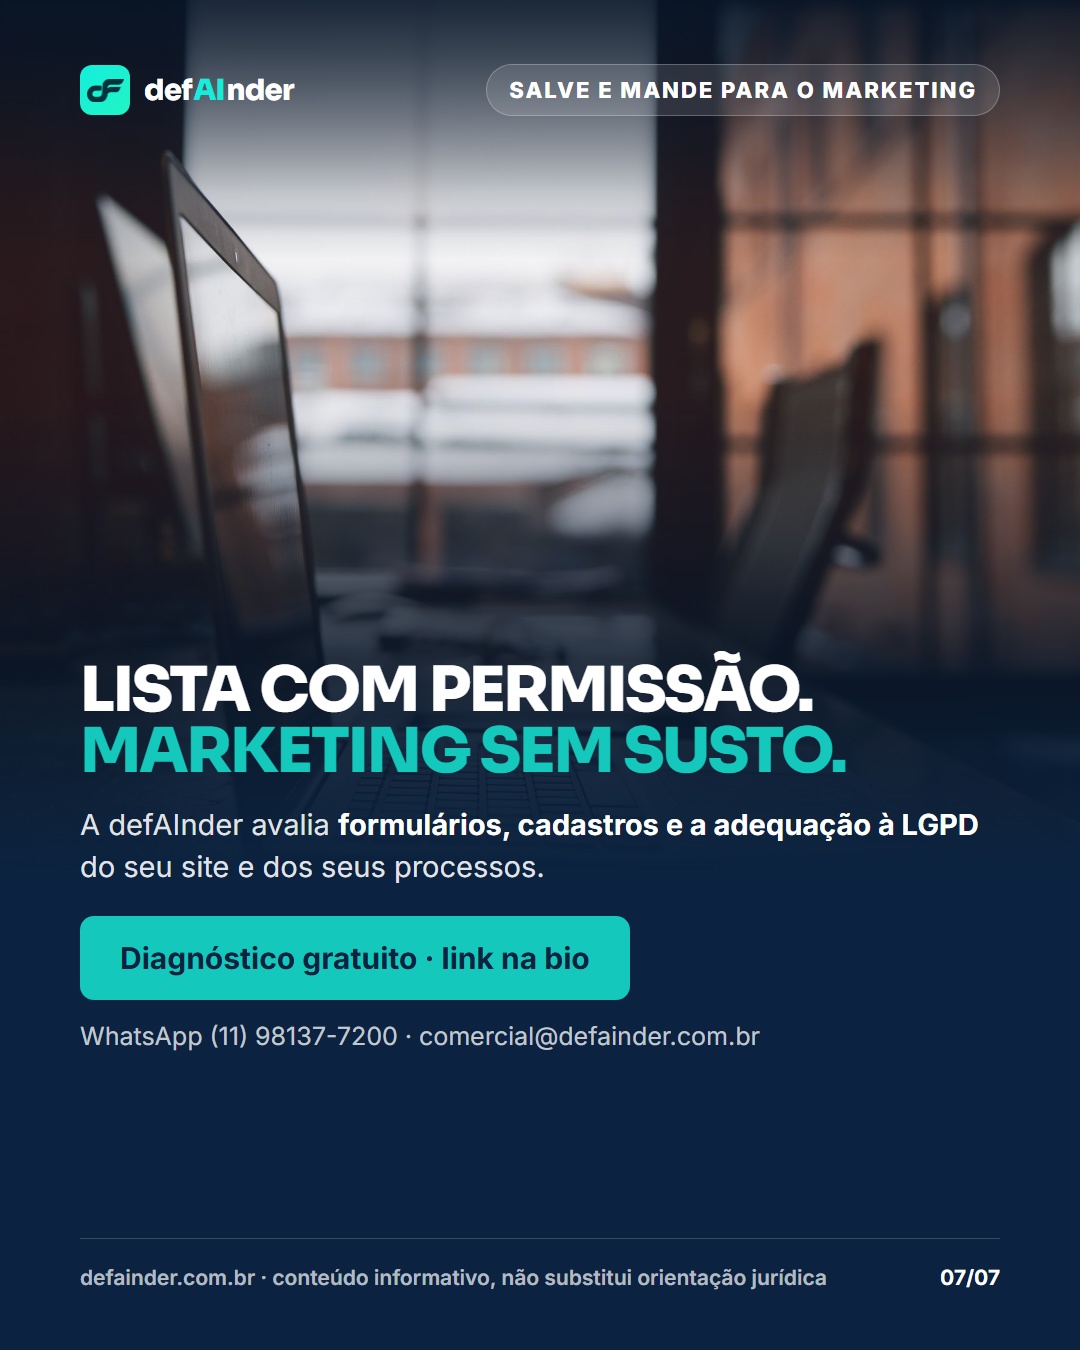 defAInder
SALVE E MANDE PARA O MARKETING
LISTA COM PERMISSÃO.
MARKETING SEM SUSTO.
A defAInder avalia formulários, cadastros e a adequação à LGPD
do seu site e dos seus processos.
Diagnóstico gratuito · link na bio
WhatsApp (11) 98137-7200 · comercial@defainder.com.br
defainder.com.br · conteúdo informativo, não substitui orientação jurídica
07/07